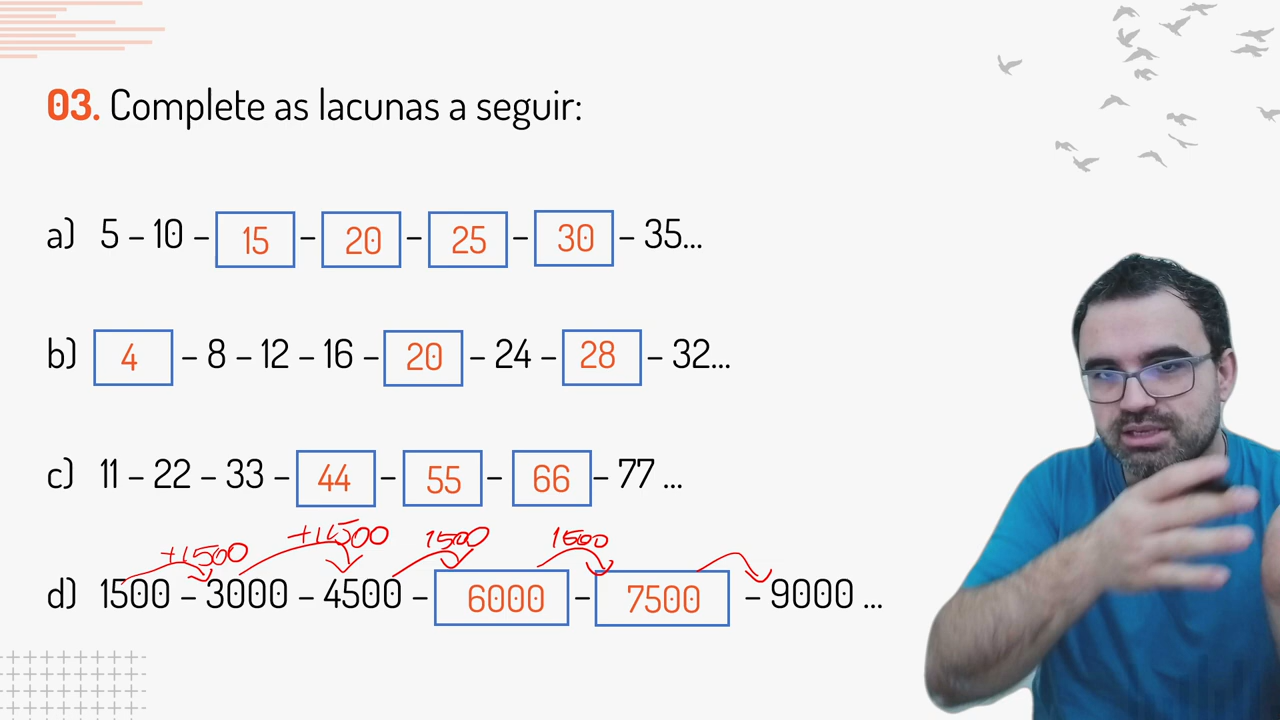 03. Complete as lacunas a seguir:
a) 5 – 10 – 15 – 20 – 25 – 30 – 35...
b) 4 – 8 – 12 – 16 – 20 – 24 – 28 – 32...
c) 11 – 22 – 33 – 44 – 55 – 66 – 77 ...
+1500 +1500 1500 1500
d) 1500 – 3000 – 4500 – 6000 – 7500 – 9000 ...